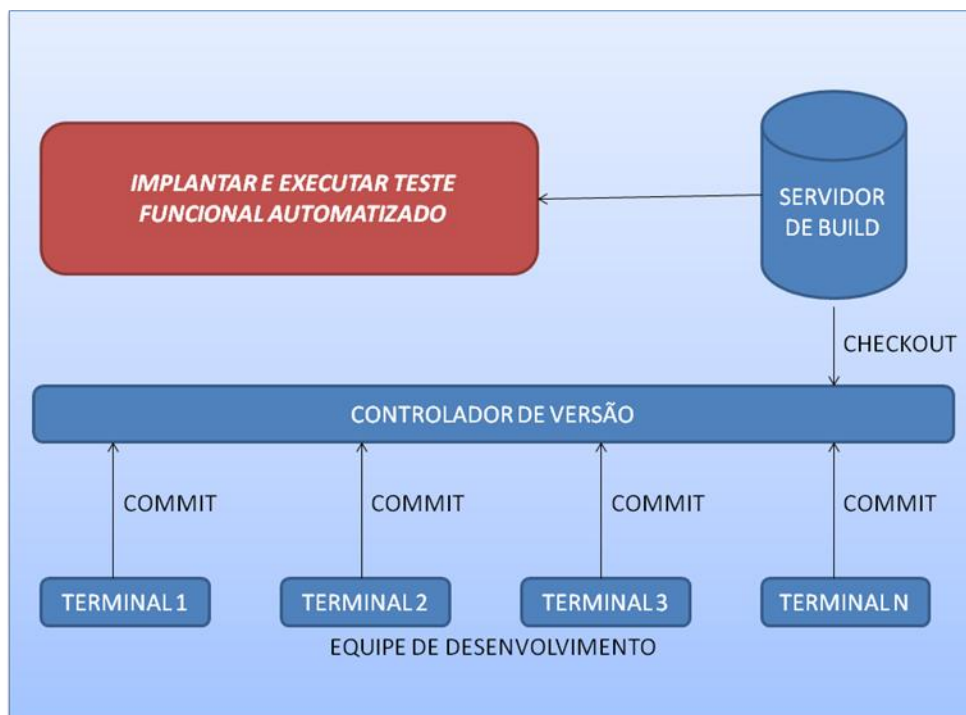 IMPLANTAR E EXECUTAR TESTE
FUNCIONAL AUTOMATIZADO
SERVIDOR
DE BUILD
CHECKOUT
CONTROLADOR DE VERSÃO
COMMIT
COMMIT
COMMIT
COMMIT
TERMINAL 1
TERMINAL 2
TERMINAL 3
TERMINAL N
EQUIPE DE DESENVOLVIMENTO